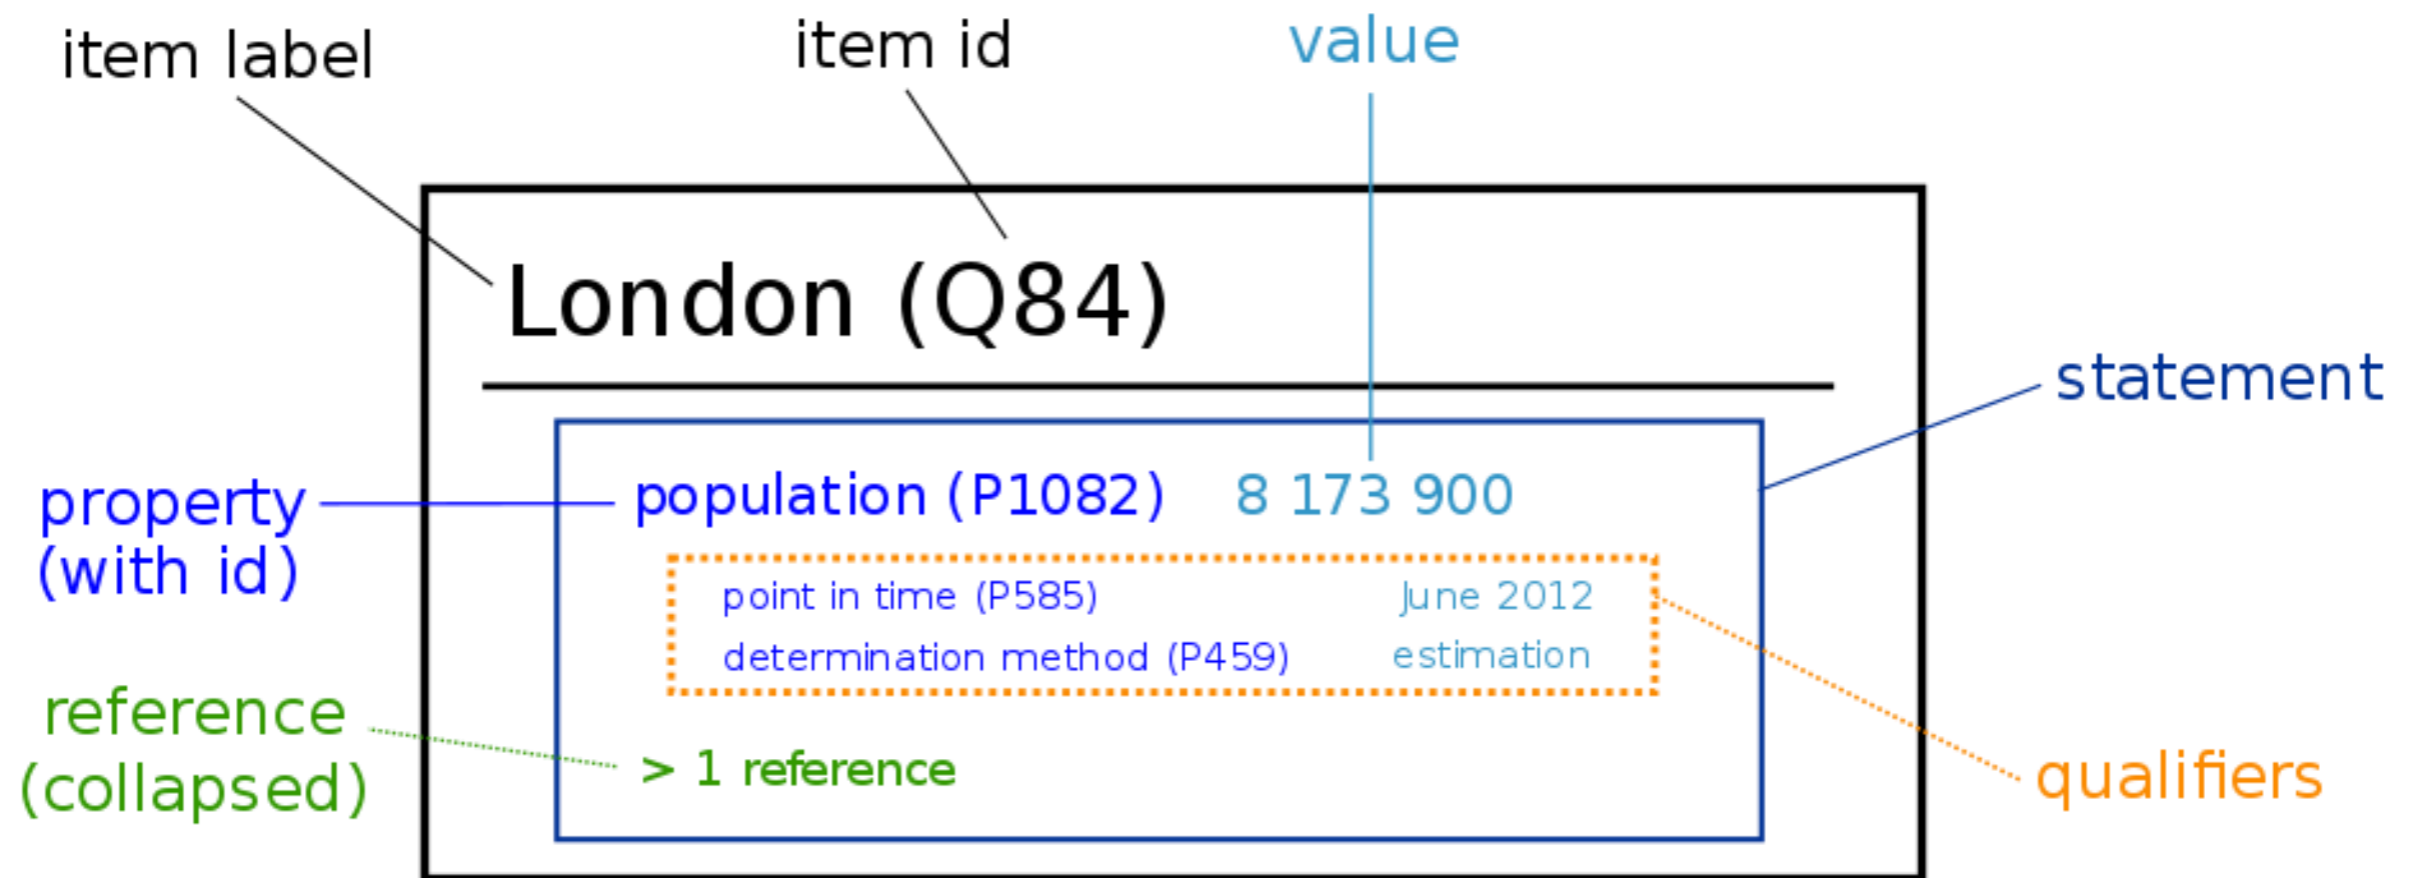 item label
item id
value
London (Q84)
statement
property
(with id)
population (P1082) 8 173 900
point in time (P585) June 2012
determination method (P459) estimation
reference
(collapsed)
> 1 reference
qualifiers